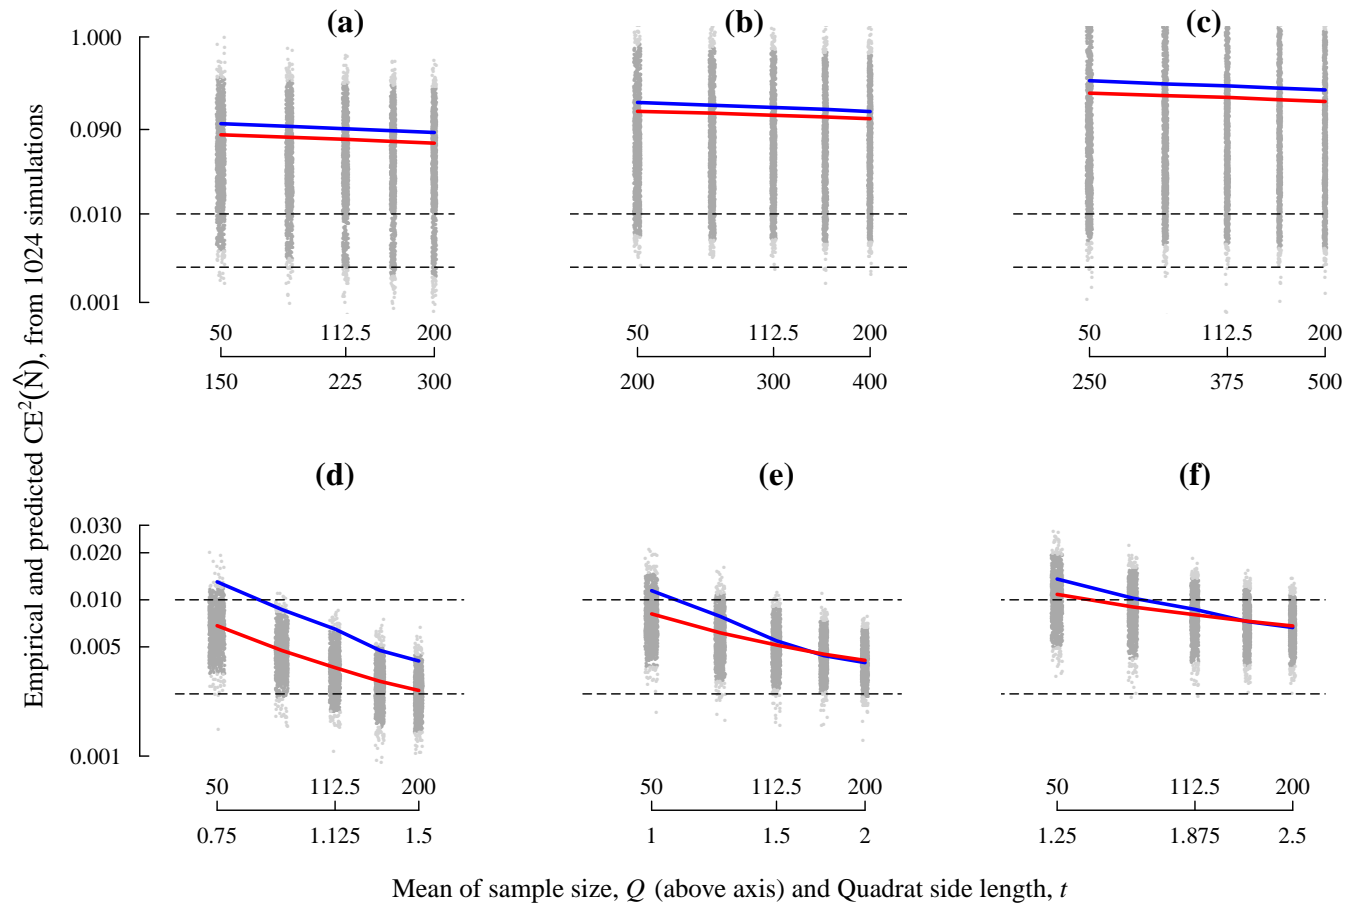 (a) (b) (c)
1.000
0.090
0.010
0.001
50 112.5 200 50 112.5 200 50 112.5 200
150 225 300 200 300 400 250 375 500
Empirical and predicted CE²(N̂), from 1024 simulations
(d) (e) (f)
0.030
0.020
0.010
0.005
0.001
50 112.5 200 50 112.5 200 50 112.5 200
0.75 1.125 1.5 1 1.5 2 1.25 1.875 2.5
Mean of sample size, Q (above axis) and Quadrat side length, t